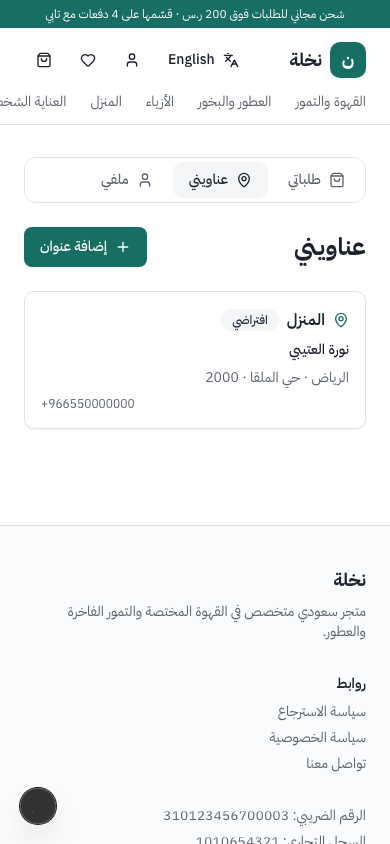 شحن مجاني للطلبات فوق 200 ر.س · قسّمها على 4 دفعات مع تابي
ن نخلة English
القهوة والتمور العطور والبخور الأزياء المنزل العناية
طلباتي عناويني ملفي
عناويني
إضافة عنوان
المنزل افتراضي
نورة العتيبي
الرياض · حي الملقا · 2000
+966550000000
نخلة
متجر سعودي متخصص في القهوة المختصة والتمور الفاخرة
والعطور.
روابط
سياسة الاسترجاع
سياسة الخصوصية
تواصل معنا
الرقم الضريبي: 310123456700003
السجل التجاري: 1010654321